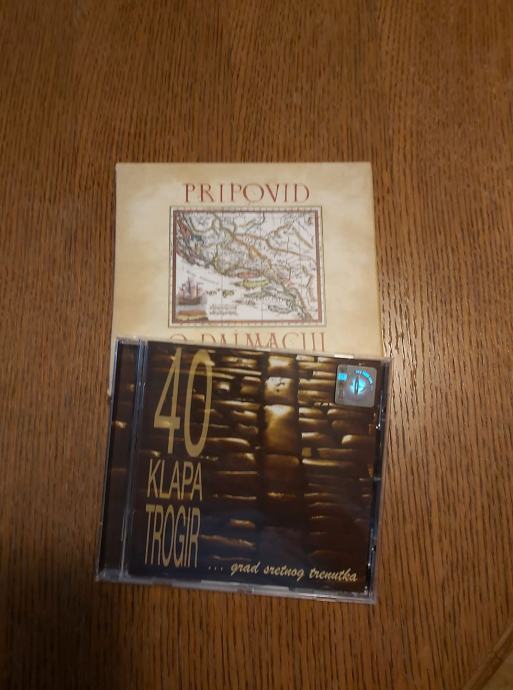 PRIPOVID
O DALMACIJI
40
KLAPA
TROGIR
... grad sretnog trenutka